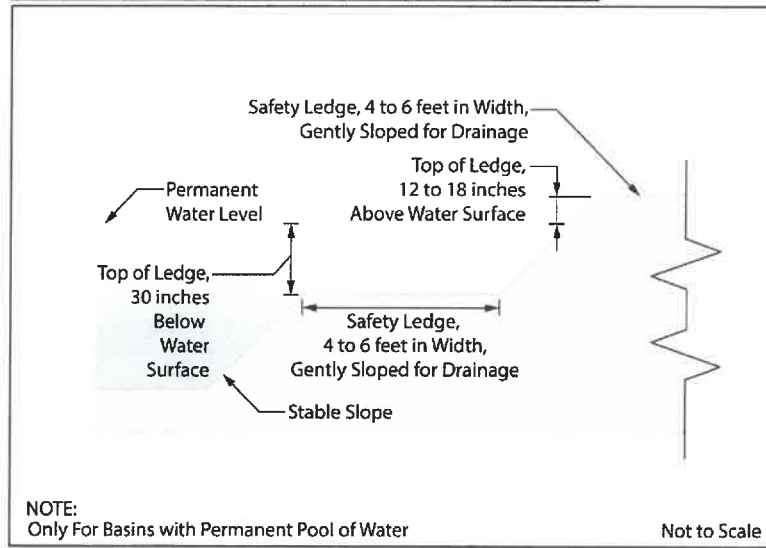 Safety Ledge, 4 to 6 feet in Width,
Gently Sloped for Drainage
Top of Ledge,
12 to 18 inches
Above Water Surface
Permanent
Water Level
Top of Ledge,
30 inches
Below
Water
Surface
Safety Ledge,
4 to 6 feet in Width,
Gently Sloped for Drainage
Stable Slope
NOTE:
Only For Basins with Permanent Pool of Water
Not to Scale